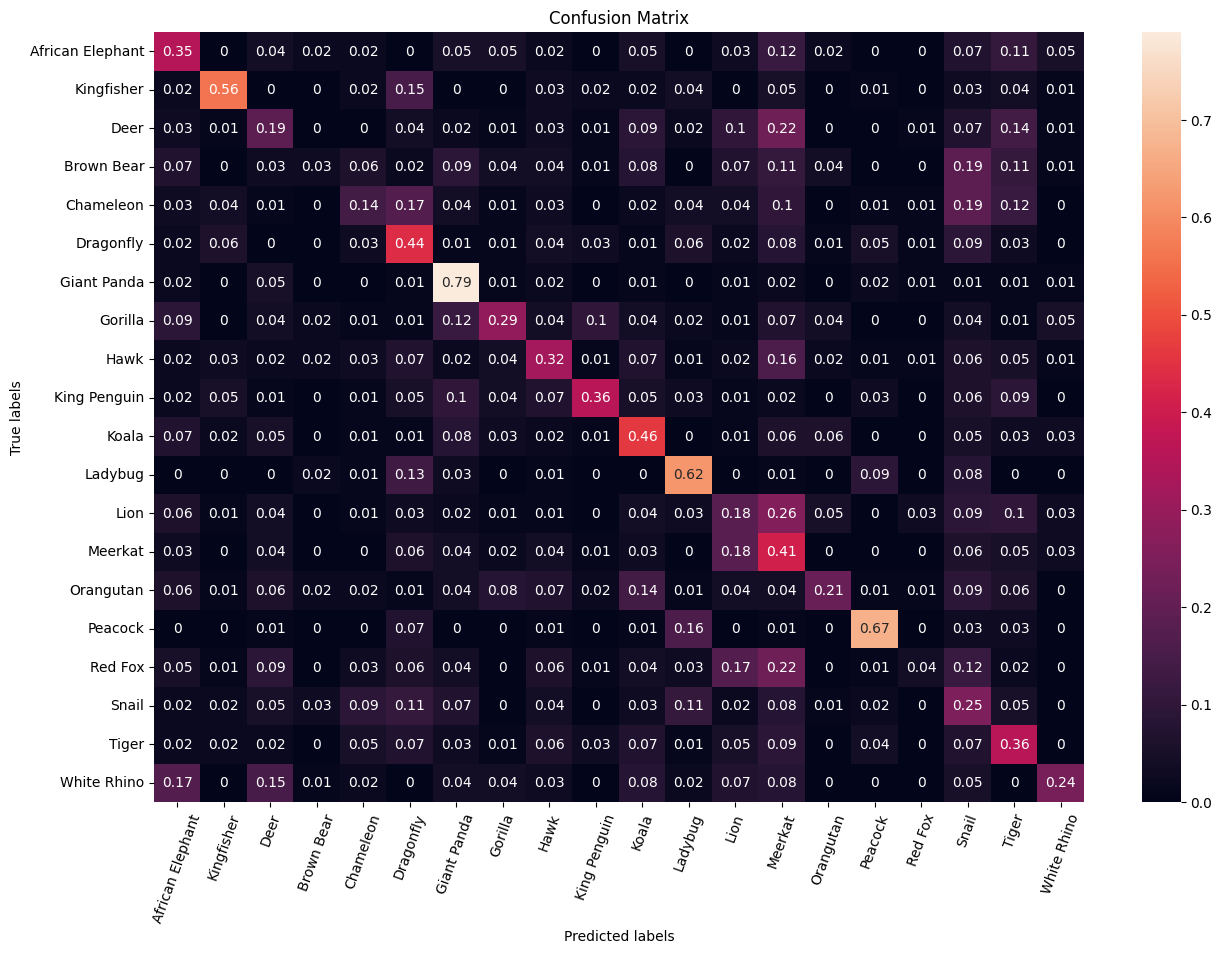 Confusion Matrix
African Elephant 0.35 0 0.04 0.02 0.02 0 0.05 0.05 0.02 0 0.05 0 0.03 0.12 0.02 0 0 0.07 0.11 0.05
Kingfisher 0.02 0.56 0 0 0.02 0.15 0 0 0.03 0.02 0.02 0.04 0 0.05 0 0.01 0 0.03 0.04 0.01
Deer 0.03 0.01 0.19 0 0 0.04 0.02 0.01 0.03 0.01 0.09 0.02 0.1 0.22 0 0 0.01 0.07 0.14 0.01
Brown Bear 0.07 0 0.03 0.03 0.06 0.02 0.09 0.04 0.04 0.01 0.08 0 0.07 0.11 0.04 0 0 0.19 0.11 0.01
Chameleon 0.03 0.04 0.01 0 0.14 0.17 0.04 0.01 0.03 0 0.02 0.04 0.04 0.1 0 0.01 0.01 0.19 0.12 0
Dragonfly 0.02 0.06 0 0 0.03 0.44 0.01 0.01 0.04 0.03 0.01 0.06 0.02 0.08 0.01 0.05 0.01 0.09 0.03 0
Giant Panda 0.02 0 0.05 0 0 0.01 0.79 0.01 0.02 0 0.01 0 0.01 0.02 0 0.02 0.01 0.01 0.01 0.01
Gorilla 0.09 0 0.04 0.02 0.01 0.01 0.12 0.29 0.04 0.1 0.04 0.02 0.01 0.07 0.04 0 0 0.04 0.01 0.05
Hawk 0.02 0.03 0.02 0.02 0.03 0.07 0.02 0.04 0.32 0.01 0.07 0.01 0.02 0.16 0.02 0.01 0.01 0.06 0.05 0.01
King Penguin 0.02 0.05 0.01 0 0.01 0.05 0.1 0.04 0.07 0.36 0.05 0.03 0.01 0.02 0 0.03 0 0.06 0.09 0
Koala 0.07 0.02 0.05 0 0.01 0.01 0.08 0.03 0.02 0.01 0.46 0 0.01 0.06 0.06 0 0 0.05 0.03 0.03
Ladybug 0 0 0 0.02 0.01 0.13 0.03 0 0.01 0 0 0.62 0 0.01 0 0.09 0 0.08 0 0
Lion 0.06 0.01 0.04 0 0.01 0.03 0.02 0.01 0.01 0 0.04 0.03 0.18 0.26 0.05 0 0.03 0.09 0.1 0.03
Meerkat 0.03 0 0.04 0 0 0.06 0.04 0.02 0.04 0.01 0.03 0 0.18 0.41 0 0 0 0.06 0.05 0.03
Orangutan 0.06 0.01 0.06 0.02 0.02 0.01 0.04 0.08 0.07 0.02 0.14 0.01 0.04 0.04 0.21 0.01 0.01 0.09 0.06 0
Peacock 0 0 0.01 0 0 0.07 0 0 0.01 0 0.01 0.16 0 0.01 0 0.67 0 0.03 0.03 0
Red Fox 0.05 0.01 0.09 0 0.03 0.06 0.04 0 0.06 0.01 0.04 0.03 0.17 0.22 0 0.01 0.04 0.12 0.02 0
Snail 0.02 0.02 0.05 0.03 0.09 0.11 0.07 0 0.04 0 0.03 0.11 0.02 0.08 0.01 0.02 0 0.25 0.05 0
Tiger 0.02 0.02 0.02 0 0.05 0.07 0.03 0.01 0.06 0.03 0.07 0.01 0.05 0.09 0 0.04 0 0.07 0.36 0
White Rhino 0.17 0 0.15 0.01 0.02 0 0.04 0.04 0.03 0 0.08 0.02 0.07 0.08 0 0 0 0.05 0 0.24
African Elephant Kingfisher Deer Brown Bear Chameleon Dragonfly Giant Panda Gorilla Hawk King Penguin Koala Ladybug Lion Meerkat Orangutan Peacock Red Fox Snail Tiger White Rhino
Predicted labels
True labels
0.7
0.6
0.5
0.4
0.3
0.2
0.1
0.0